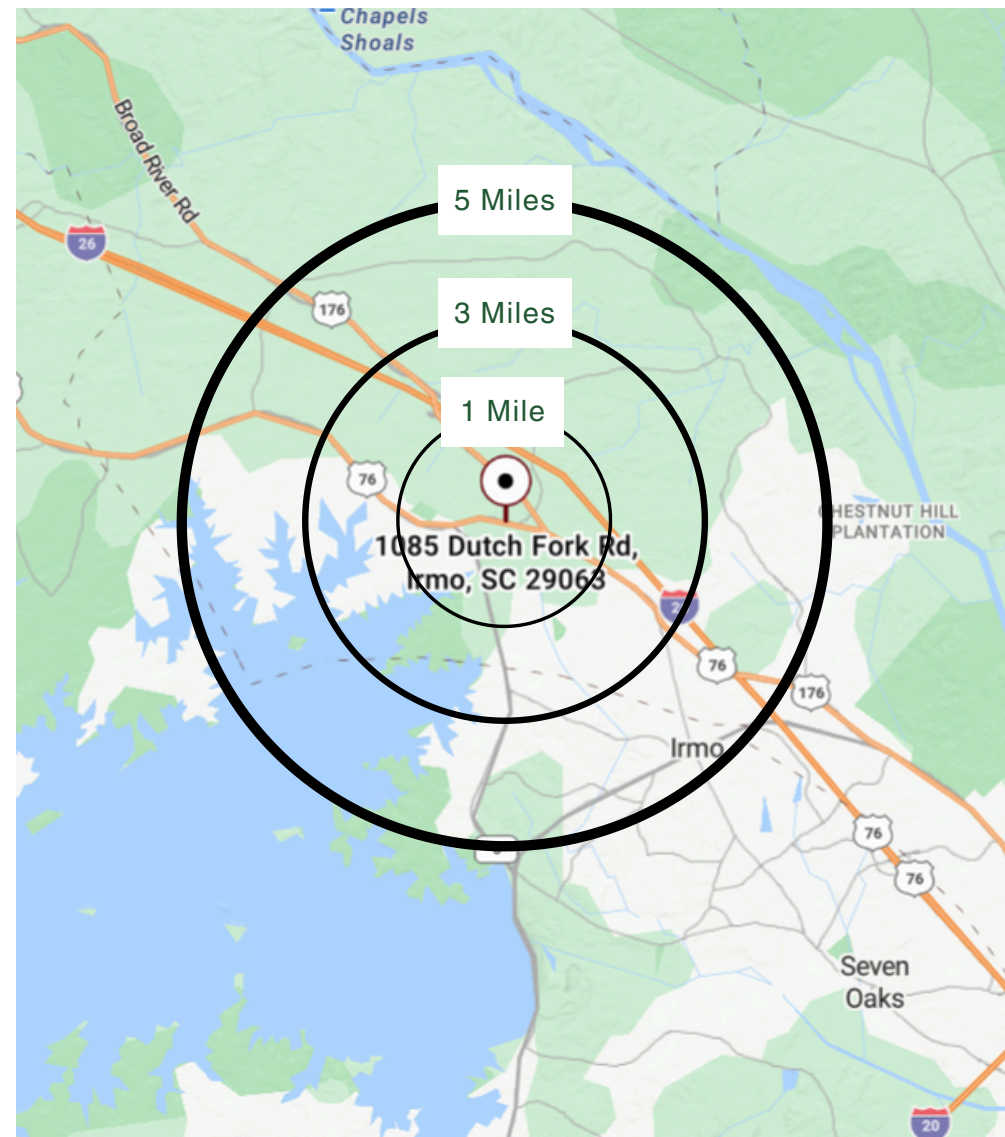 Chapels
Shoals
Broad River Rd
26
5 Miles
176
3 Miles
1 Mile
76
CHESTNUT HILL
PLANTATION
1085 Dutch Fork Rd,
Irmo, SC 29063
76
176
Irmo
76
76
Seven
Oaks
20